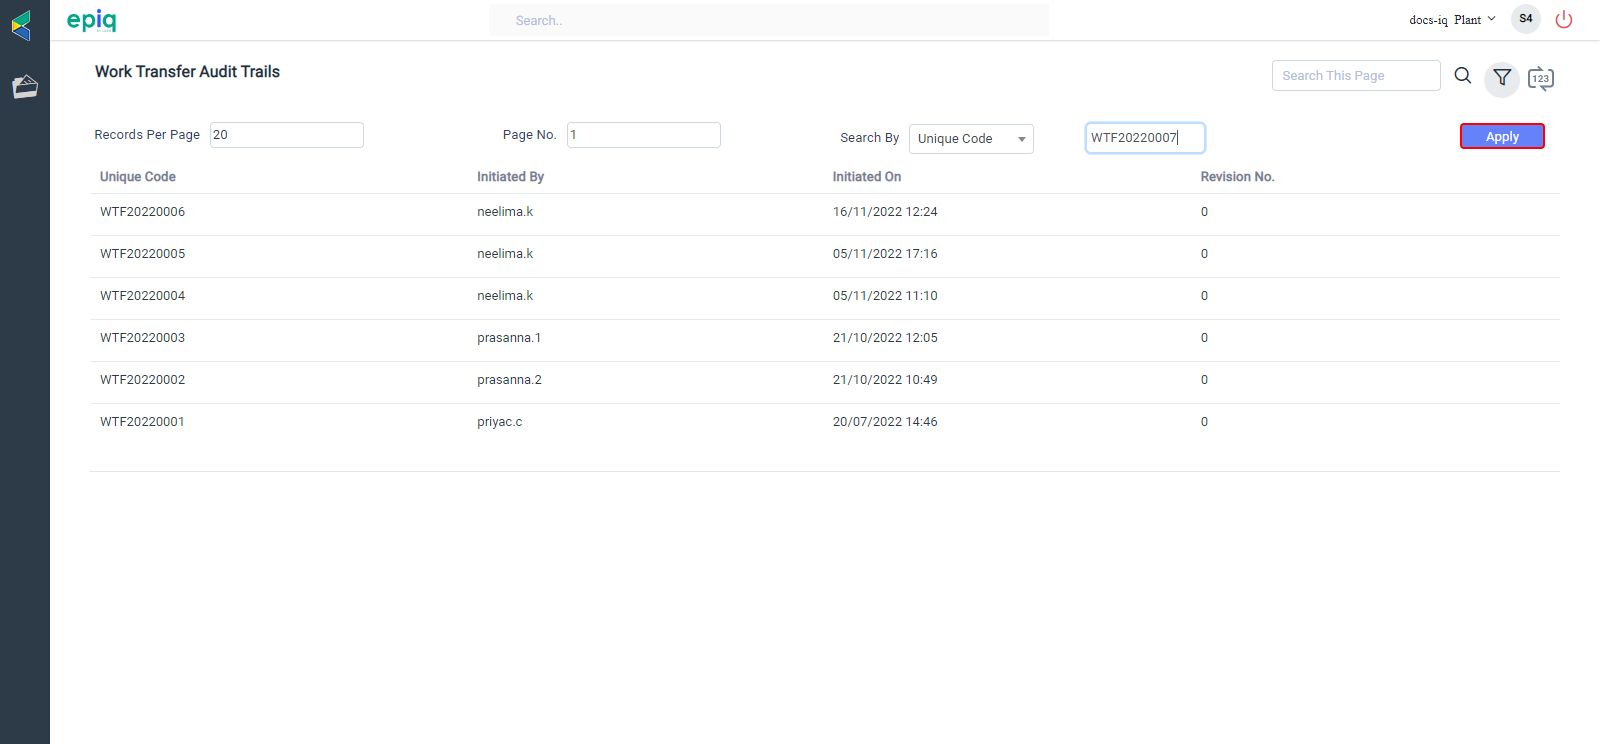 epiq
Search..
docs-iq Plant
S4
Work Transfer Audit Trails
Search This Page
123
Records Per Page 20 Page No. 1 Search By Unique Code WTF20220007 Apply
Unique Code Initiated By Initiated On Revision No.
WTF20220006 neelima.k 16/11/2022 12:24 0
WTF20220005 neelima.k 05/11/2022 17:16 0
WTF20220004 neelima.k 05/11/2022 11:10 0
WTF20220003 prasanna.1 21/10/2022 12:05 0
WTF20220002 prasanna.2 21/10/2022 10:49 0
WTF20220001 priyac.c 20/07/2022 14:46 0